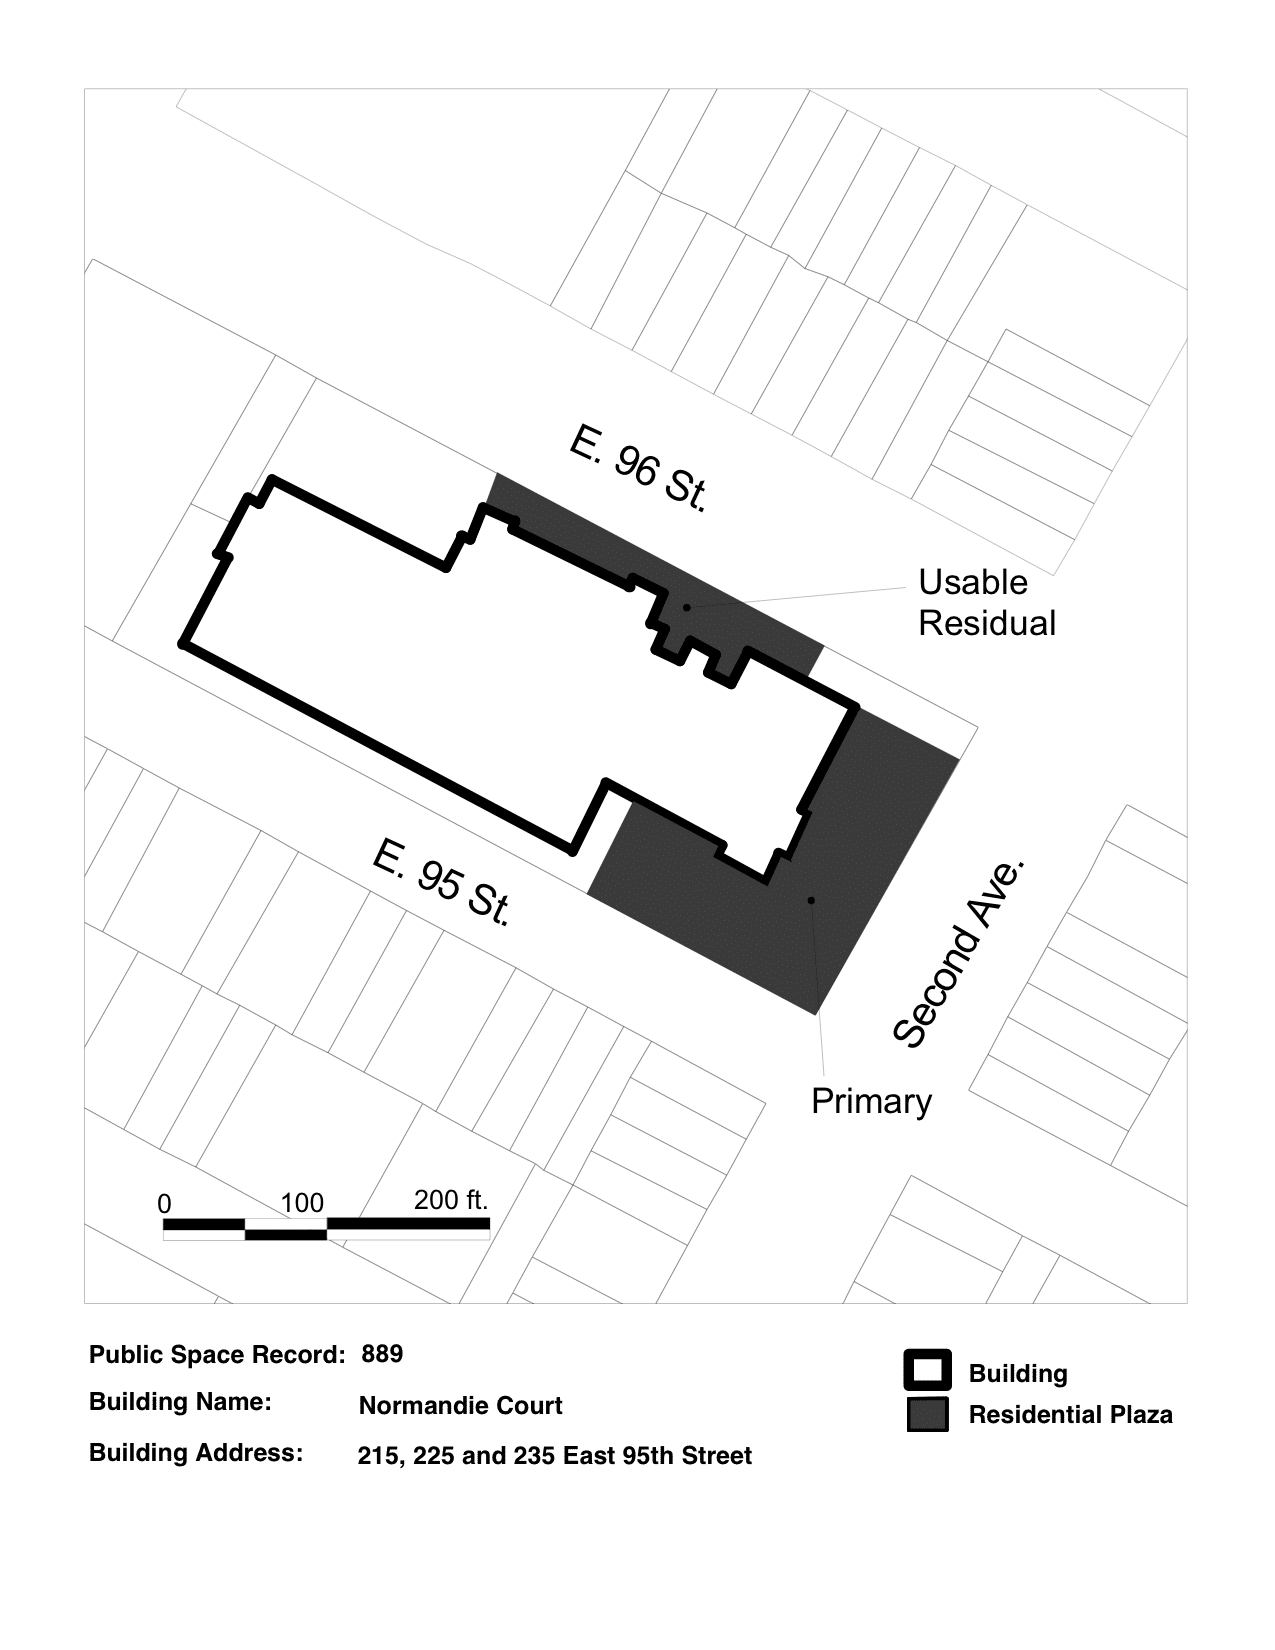 E. 96 St.
Usable
Residual
E. 95 St.
Second Ave.
Primary
0 100 200 ft.
Public Space Record: 889
Building Name: Normandie Court
Building Address: 215, 225 and 235 East 95th Street
Building
Residential Plaza